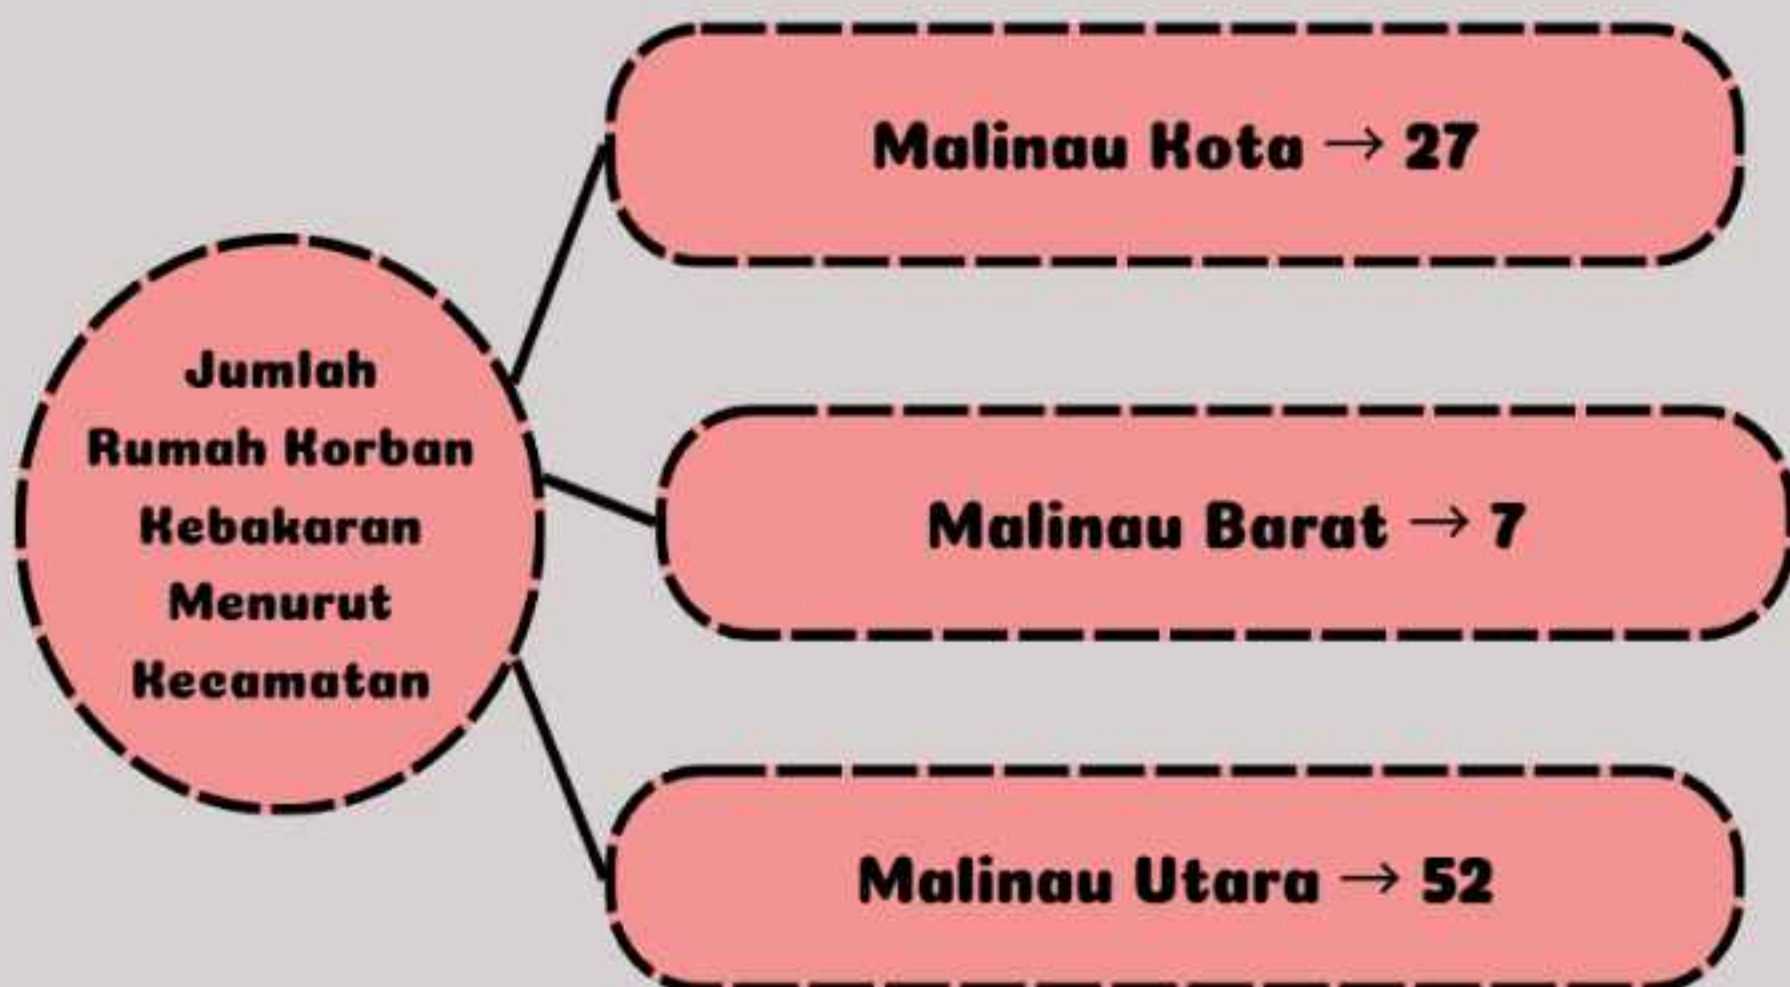 Jumlah
Rumah Korban
Kebakaran
Menurut
Kecamatan
Malinau Kota → 27
Malinau Barat → 7
Malinau Utara → 52